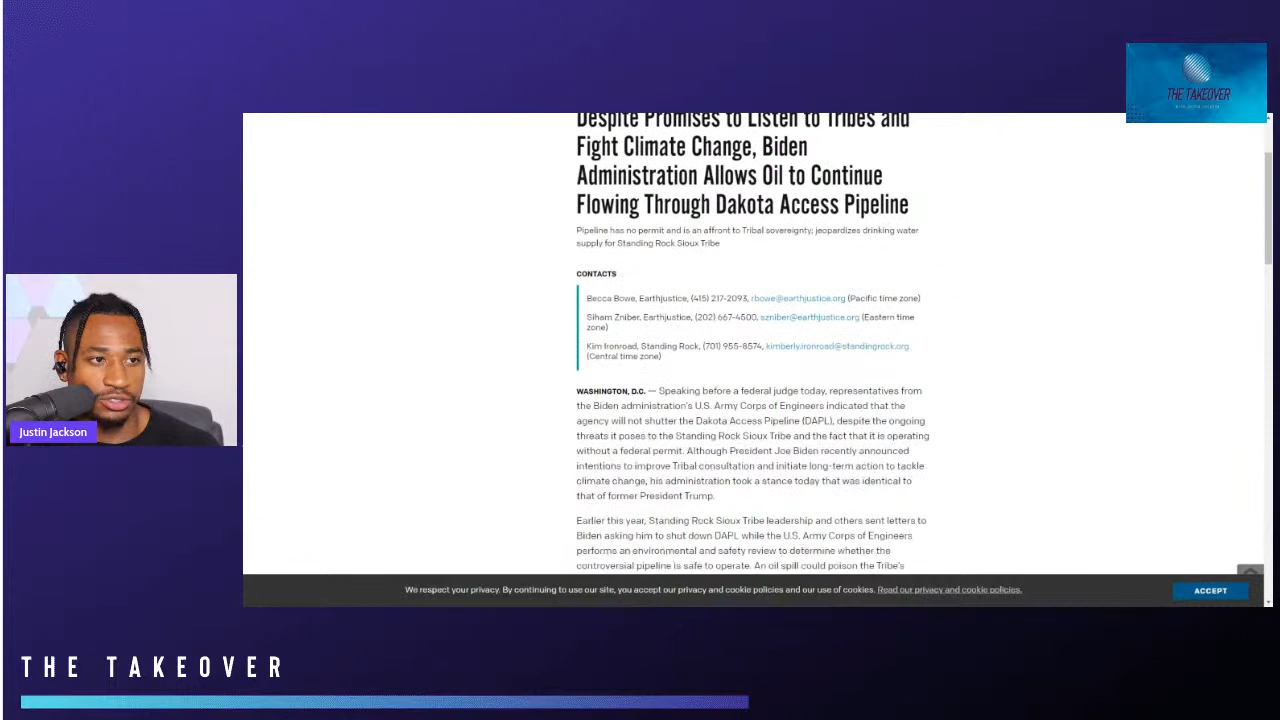 THE TAKEOVER
Despite Promises to Listen to Tribes and
Fight Climate Change, Biden
Administration Allows Oil to Continue
Flowing Through Dakota Access Pipeline
Pipeline has no permit and is an affront to Tribal sovereignty; jeopardizes drinking water
supply for Standing Rock Sioux Tribe
CONTACTS
Becca Bowe, Earthjustice, (415) 217-2093, rbowe@earthjustice.org (Pacific time zone)
Siham Zniber, Earthjustice, (202) 667-4500, szniber@earthjustice.org (Eastern time
zone)
Kim Ironroad, Standing Rock, (701) 955-8574, kimberly.ironroad@standingrock.org
(Central time zone)
WASHINGTON, D.C. — Speaking before a federal judge today, representatives from
the Biden administration's U.S. Army Corps of Engineers indicated that the
agency will not shutter the Dakota Access Pipeline (DAPL), despite the ongoing
threats it poses to the Standing Rock Sioux Tribe and the fact that it is operating
without a federal permit. Although President Joe Biden recently announced
intentions to improve Tribal consultation and initiate long-term action to tackle
climate change, his administration took a stance today that was identical to
that of former President Trump.
Earlier this year, Standing Rock Sioux Tribe leadership and others sent letters to
Biden asking him to shut down DAPL while the U.S. Army Corps of Engineers
performs an environmental and safety review to determine whether the
controversial pipeline is safe to operate. An oil spill could poison the Tribe's
We respect your privacy. By continuing to use our site, you accept our privacy and cookie policies and our use of cookies. Read our privacy and cookie policies.
ACCEPT
Justin Jackson
THE TAKEOVER